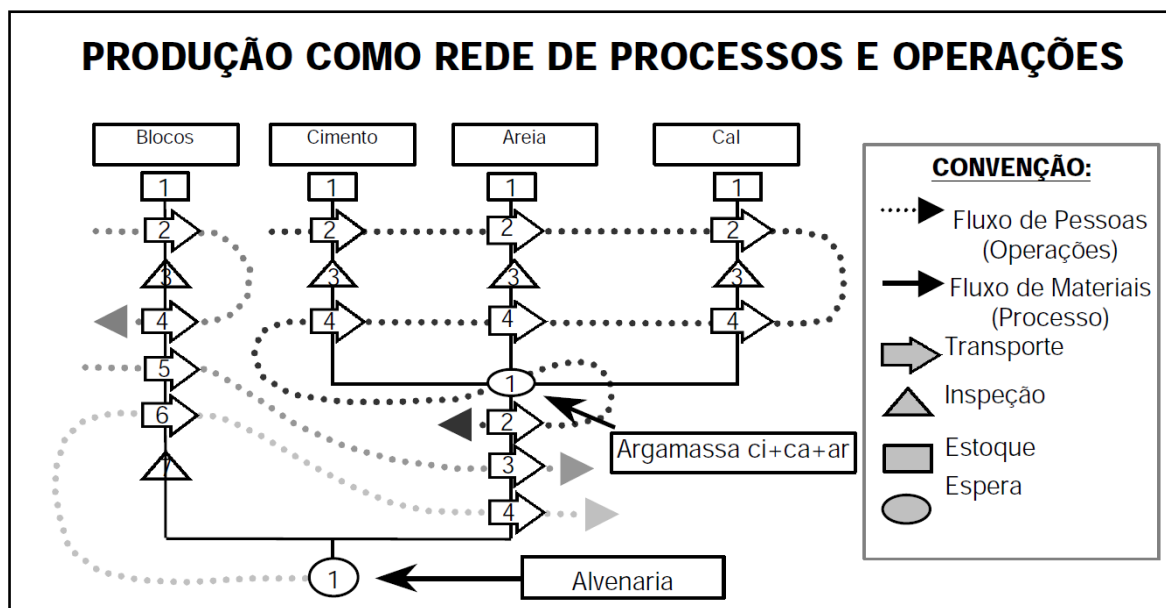 PRODUÇÃO COMO REDE DE PROCESSOS E OPERAÇÕES
Blocos Cimento Areia Cal
1 1 1 1
2 2 2 2
3 3 3 3
4 4 4 4
5
6
7
1
2
3
4
Argamassa ci+ca+ar
1
Alvenaria
CONVENÇÃO:
Fluxo de Pessoas
(Operações)
Fluxo de Materiais
(Processo)
Transporte
Inspeção
Estoque
Espera